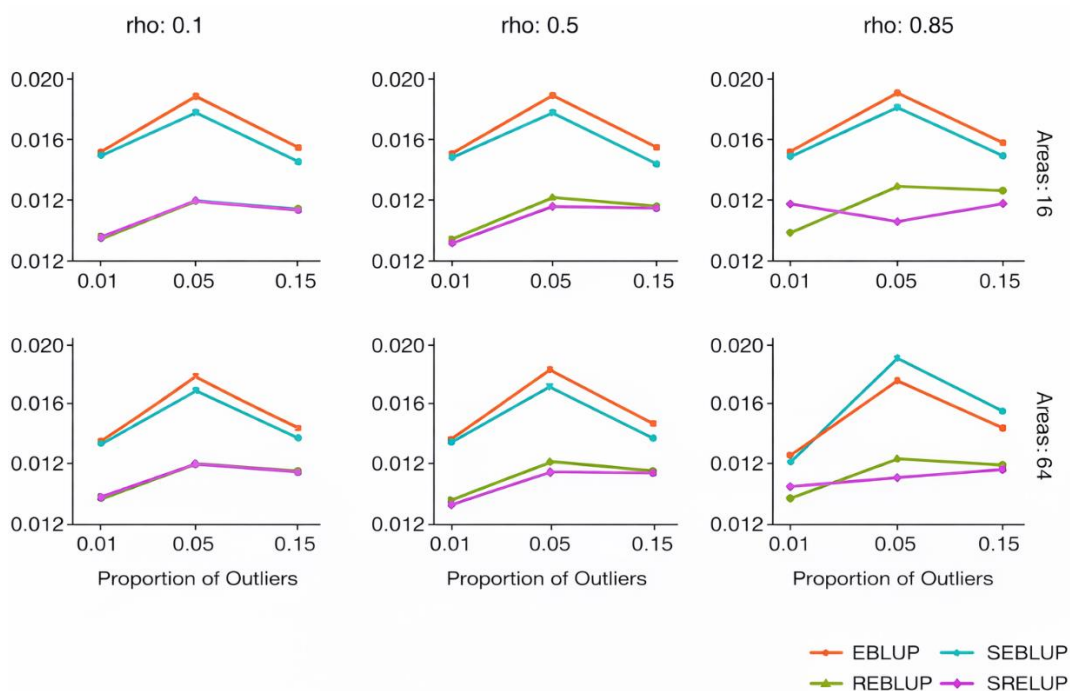 rho: 0.1 rho: 0.5 rho: 0.85
0.020 0.020 0.020
0.016 0.016 0.016
0.012 0.012 0.012
0.012 0.012 0.012
0.01 0.05 0.15 0.01 0.05 0.15 0.01 0.05 0.15
Areas: 16
0.020 0.020 0.020
0.016 0.016 0.016
0.012 0.012 0.012
0.012 0.012 0.012
0.01 0.05 0.15 0.01 0.05 0.15 0.01 0.05 0.15
Areas: 64
Proportion of Outliers Proportion of Outliers Proportion of Outliers
EBLUP SEBLUP
REBLUP SRELUP